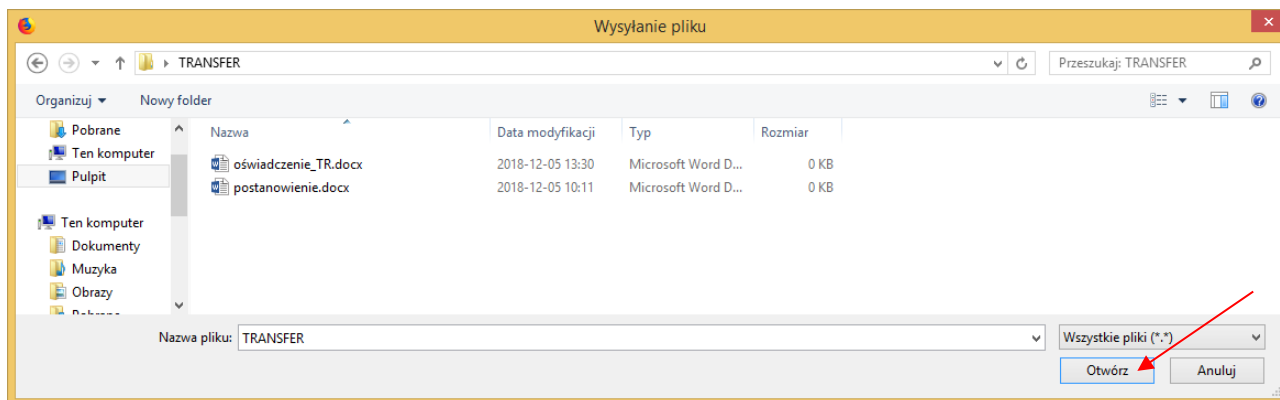 Wysyłanie pliku
TRANSFER
Przeszukaj: TRANSFER
Organizuj
Nowy folder
Pobrane
Ten komputer
Pulpit
Ten komputer
Dokumenty
Muzyka
Obrazy
Nazwa Data modyfikacji Typ Rozmiar
oświadczenie_TR.docx 2018-12-05 13:30 Microsoft Word D... 0 KB
postanowienie.docx 2018-12-05 10:11 Microsoft Word D... 0 KB
Nazwa pliku: TRANSFER
Wszystkie pliki (*.*)
Otwórz
Anuluj